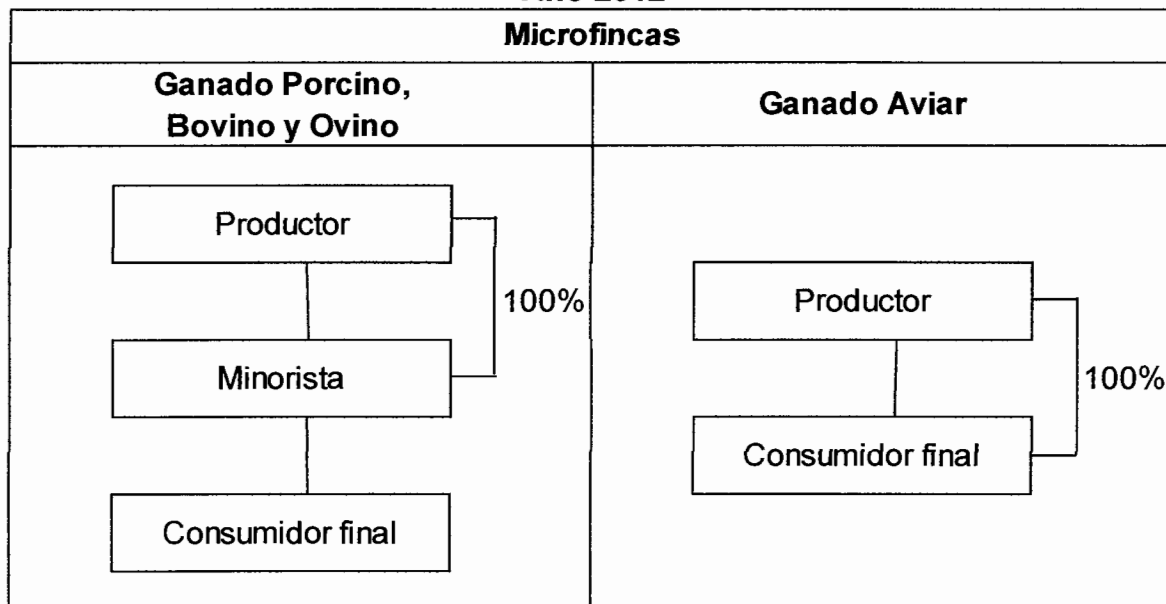 Microfincas
Ganado Porcino,
Bovino y Ovino
Ganado Aviar
Productor
100%
Minorista
Consumidor final
Productor
100%
Consumidor final